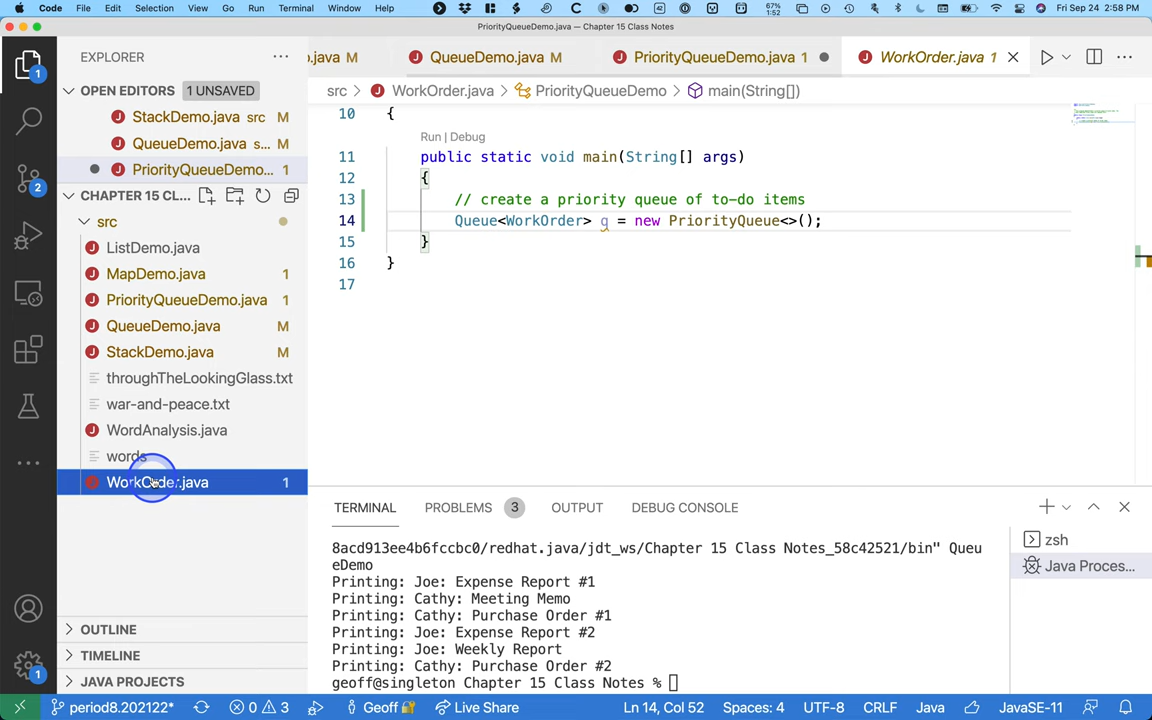 Code File Edit Selection View Go Run Terminal Window Help 42 67% 1:52 Fri Sep 24 2:58 PM
PriorityQueueDemo.java — Chapter 15 Class Notes
EXPLORER
OPEN EDITORS 1 UNSAVED
StackDemo.java src M
QueueDemo.java s... M
PriorityQueueDemo... 1
CHAPTER 15 CL...
src
ListDemo.java
MapDemo.java 1
PriorityQueueDemo.java 1
QueueDemo.java M
StackDemo.java M
throughTheLookingGlass.txt
war-and-peace.txt
WordAnalysis.java
words
WorkOrder.java 1
OUTLINE
TIMELINE
JAVA PROJECTS
).java M QueueDemo.java M PriorityQueueDemo.java 1 WorkOrder.java 1
src > WorkOrder.java > PriorityQueueDemo > main(String[])
10 {
Run | Debug
11 public static void main(String[] args)
12 {
13 // create a priority queue of to-do items
14 Queue<WorkOrder> q = new PriorityQueue<>();
15 }
16 }
17
TERMINAL PROBLEMS 3 OUTPUT DEBUG CONSOLE
8acd913ee4b6fccbc0/redhat.java/jdt_ws/Chapter 15 Class Notes_58c42521/bin" Queu
eDemo
Printing: Joe: Expense Report #1
Printing: Cathy: Meeting Memo
Printing: Cathy: Purchase Order #1
Printing: Joe: Expense Report #2
Printing: Joe: Weekly Report
Printing: Cathy: Purchase Order #2
geoff@singleton Chapter 15 Class Notes %
zsh
Java Proces...
1
2
1
period8.202122* 0 3 Geoff Live Share Ln 14, Col 52 Spaces: 4 UTF-8 CRLF Java JavaSE-11